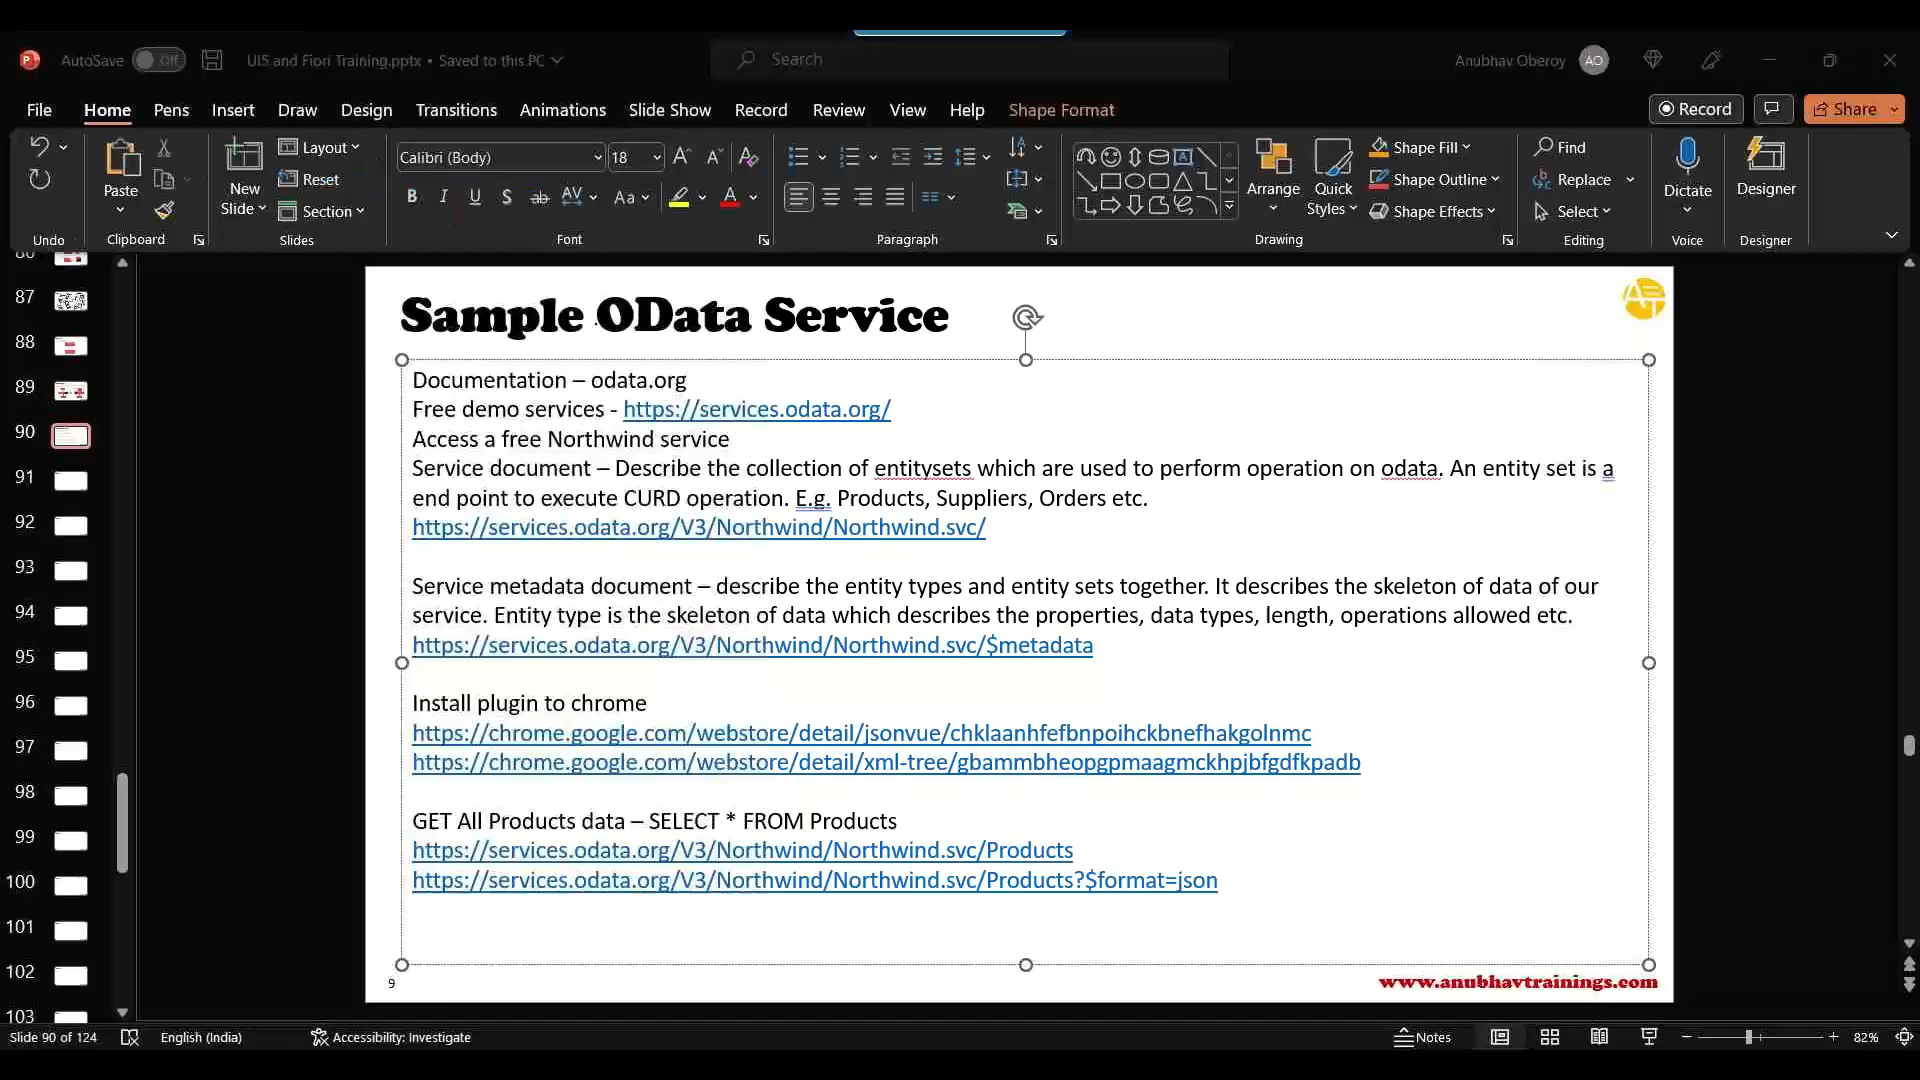 AutoSave Off UI5 and Fiori Training.pptx • Saved to this PC Search Anubhav Oberoy AO
File Home Pens Insert Draw Design Transitions Animations Slide Show Record Review View Help Shape Format Record Share
Paste New Slide Layout Reset Section
Calibri (Body) 18
Shape Fill Shape Outline Shape Effects
Arrange Quick Styles
Find Replace Select
Dictate Designer
Undo Clipboard Slides Font Paragraph Drawing Editing Voice Designer
87
88
89
90
91
92
93
94
95
96
97
98
99
100
101
102
103
Sample OData Service
Documentation – odata.org
Free demo services - https://services.odata.org/
Access a free Northwind service
Service document – Describe the collection of entitysets which are used to perform operation on odata. An entity set is a
end point to execute CURD operation. E.g. Products, Suppliers, Orders etc.
https://services.odata.org/V3/Northwind/Northwind.svc/
Service metadata document – describe the entity types and entity sets together. It describes the skeleton of data of our
service. Entity type is the skeleton of data which describes the properties, data types, length, operations allowed etc.
https://services.odata.org/V3/Northwind/Northwind.svc/$metadata
Install plugin to chrome
https://chrome.google.com/webstore/detail/jsonvue/chklaanhfefbnpoihckbnefhakgolnmc
https://chrome.google.com/webstore/detail/xml-tree/gbammbheopgpmaagmckhpjbfgdfkpadb
GET All Products data – SELECT * FROM Products
https://services.odata.org/V3/Northwind/Northwind.svc/Products
https://services.odata.org/V3/Northwind/Northwind.svc/Products?$format=json
9
www.anubhavtrainings.com
Slide 90 of 124 English (India) Accessibility: Investigate Notes 82%